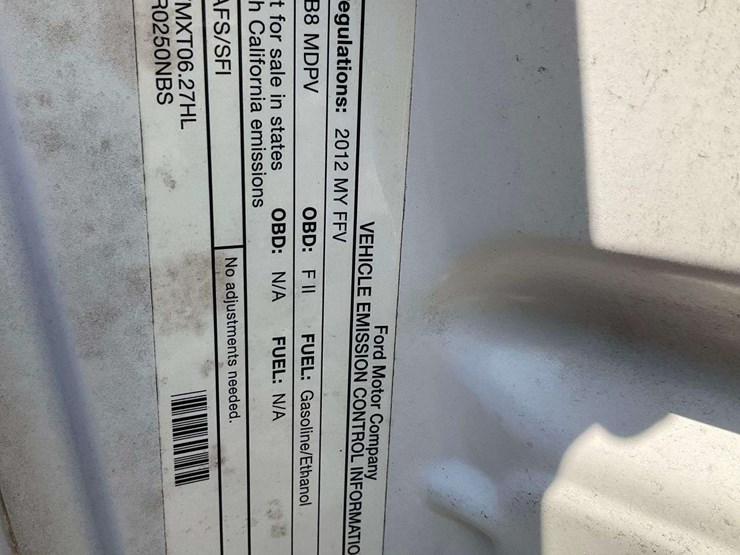 Ford Motor Company
VEHICLE EMISSION CONTROL INFORMATIO
egulations: 2012 MY FFV
B8 MDPV OBD: F II FUEL: Gasoline/Ethanol
t for sale in states OBD: N/A FUEL: N/A
h California emissions
AFS/SFI No adjustments needed.
MXT06.27HL
R0250NBS